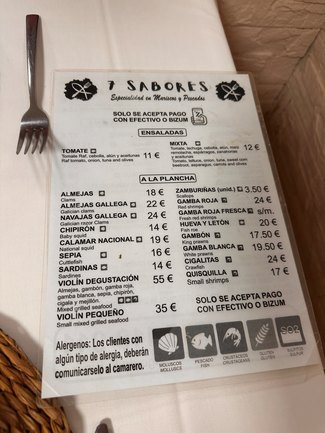 7 SABORES
Especialidad en Mariscos y Pescados
SOLO SE ACEPTA PAGO
CON EFECTIVO O BIZUM
ENSALADAS
TOMATE 11 €
Tomate Raf, cebolla, atún y aceitunas
Raf tomato, onion, tuna and olives
MIXTA 12 €
Tomate, lechuga, cebolla, atún, maíz
remolacha, espárragos, zanahorias
y aceitunas
Tomato, lettuce, onion, tuna, sweet corn
beetroot, asparagus, carrots and olives
A LA PLANCHA
ALMEJAS 18 €
Clams
ALMEJAS GALLEGA 22 €
Galician clams
NAVAJAS GALLEGA 24 €
Galician razor Clams
CHIPIRÓN 14 €
Baby squid
CALAMAR NACIONAL 19 €
National squid
SEPIA 16 €
Cuttlefish
SARDINAS 14 €
Sardines
VIOLÍN DEGUSTACIÓN 55 €
Almejas, gambón, gamba roja,
gamba blanca, sepia, chipirón,
cigala y zamburiña
Mixed grilled seafood
VIOLÍN PEQUEÑO 35 €
Small mixed grilled seafood
ZAMBURIÑAS (unid.) 3,50 €
Scallops
GAMBA ROJA 24 €
Red shrimps
GAMBA ROJA FRESCA s/m.
Fresh red shrimps
HUEVA Y LETÓN 20 €
Fish roe
GAMBÓN 17.50 €
King prawns
GAMBA BLANCA 19.50 €
White prawns
CIGALITAS 24 €
Crawfish
QUISQUILLA 17 €
Small shrimps
SOLO SE ACEPTA PAGO
CON EFECTIVO O BIZUM
Alergenos: Los clientes con
algún tipo de alergia, deberán
comunicarselo al camarero.
MOLUSCOS
MOLLUSCS
PESCADO
FISH
CRUSTACEOS
CRUSTACEANS
GLUTEN
GLUTEN
SO2
SULFITOS
SULFUR